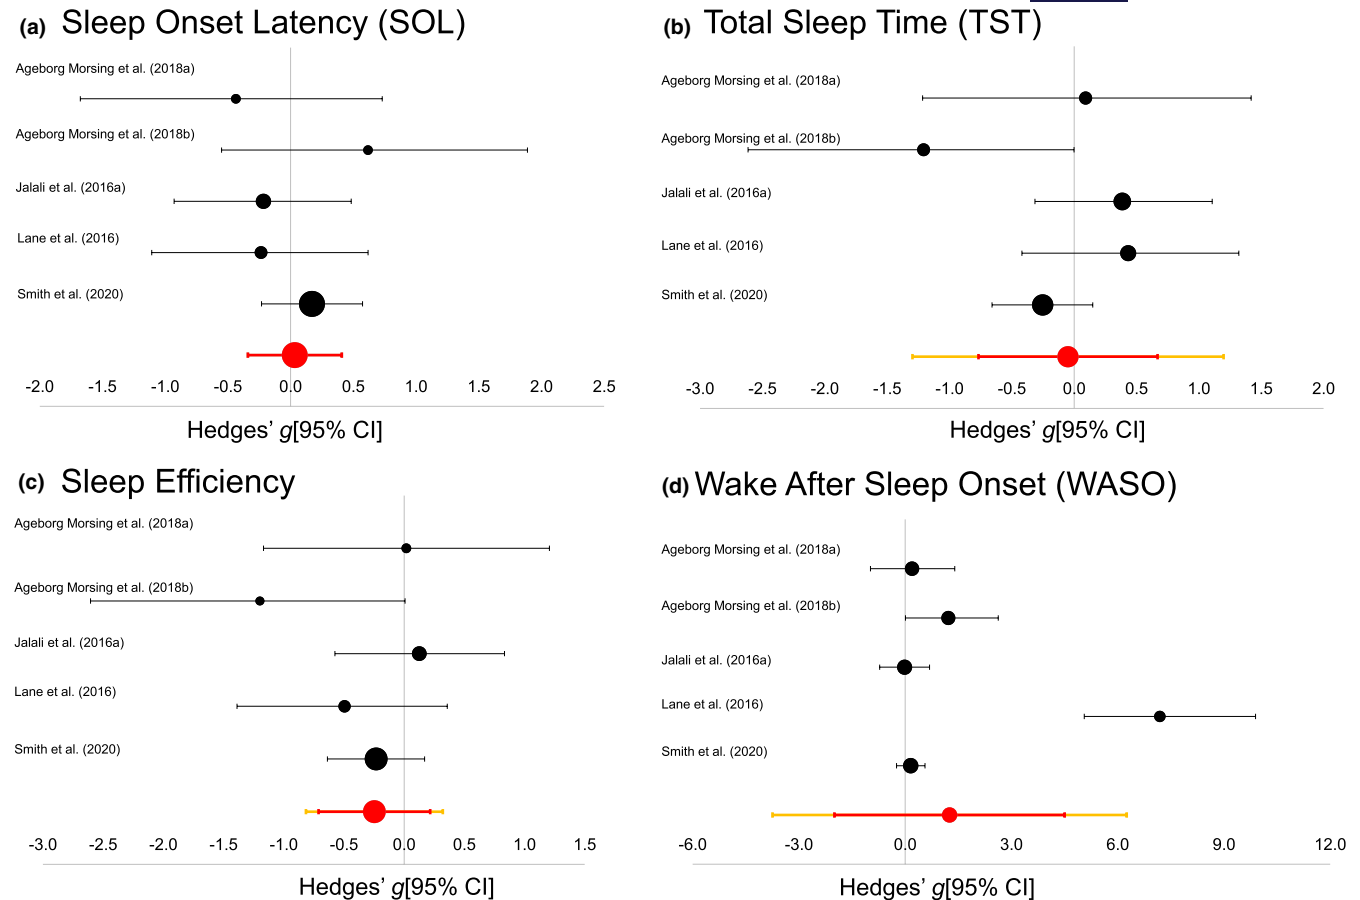 (a) Sleep Onset Latency (SOL)
Ageborg Morsing et al. (2018a)
Ageborg Morsing et al. (2018b)
Jalali et al. (2016a)
Lane et al. (2016)
Smith et al. (2020)
-2.0 -1.5 -1.0 -0.5 0.0 0.5 1.0 1.5 2.0 2.5
Hedges’ g[95% CI]
(b) Total Sleep Time (TST)
Ageborg Morsing et al. (2018a)
Ageborg Morsing et al. (2018b)
Jalali et al. (2016a)
Lane et al. (2016)
Smith et al. (2020)
-3.0 -2.5 -2.0 -1.5 -1.0 -0.5 0.0 0.5 1.0 1.5 2.0
Hedges’ g[95% CI]
(c) Sleep Efficiency
Ageborg Morsing et al. (2018a)
Ageborg Morsing et al. (2018b)
Jalali et al. (2016a)
Lane et al. (2016)
Smith et al. (2020)
-3.0 -2.5 -2.0 -1.5 -1.0 -0.5 0.0 0.5 1.0 1.5
Hedges’ g[95% CI]
(d) Wake After Sleep Onset (WASO)
Ageborg Morsing et al. (2018a)
Ageborg Morsing et al. (2018b)
Jalali et al. (2016a)
Lane et al. (2016)
Smith et al. (2020)
-6.0 -3.0 0.0 3.0 6.0 9.0 12.0
Hedges’ g[95% CI]